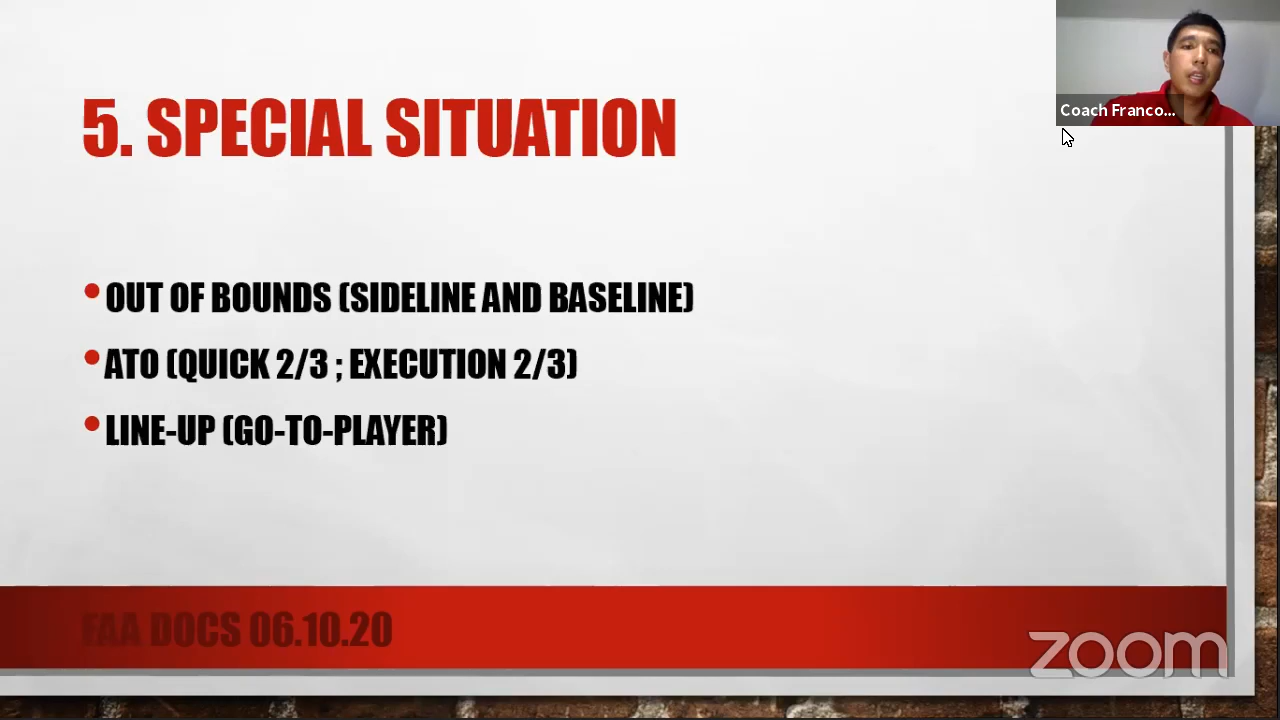 Coach Franco...
5. SPECIAL SITUATION
•OUT OF BOUNDS (SIDELINE AND BASELINE)
•ATO (QUICK 2/3 ; EXECUTION 2/3)
•LINE-UP (GO-TO-PLAYER)
FAA DOCS 06.10.20
zoom